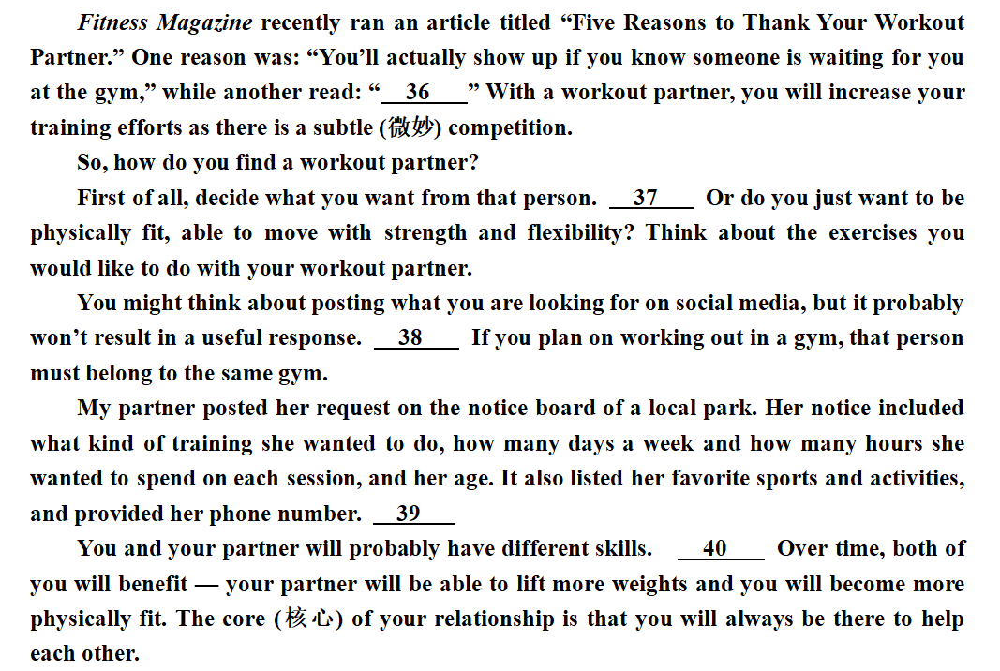 Fitness Magazine recently ran an article titled “Five Reasons to Thank Your Workout
Partner.” One reason was: “You’ll actually show up if you know someone is waiting for you
at the gym,” while another read: “ 36 ” With a workout partner, you will increase your
training efforts as there is a subtle (微妙) competition.
So, how do you find a workout partner?
First of all, decide what you want from that person. 37 Or do you just want to be
physically fit, able to move with strength and flexibility? Think about the exercises you
would like to do with your workout partner.
You might think about posting what you are looking for on social media, but it probably
won’t result in a useful response. 38 If you plan on working out in a gym, that person
must belong to the same gym.
My partner posted her request on the notice board of a local park. Her notice included
what kind of training she wanted to do, how many days a week and how many hours she
wanted to spend on each session, and her age. It also listed her favorite sports and activities,
and provided her phone number. 39
You and your partner will probably have different skills. 40 Over time, both of
you will benefit — your partner will be able to lift more weights and you will become more
physically fit. The core (核心) of your relationship is that you will always be there to help
each other.